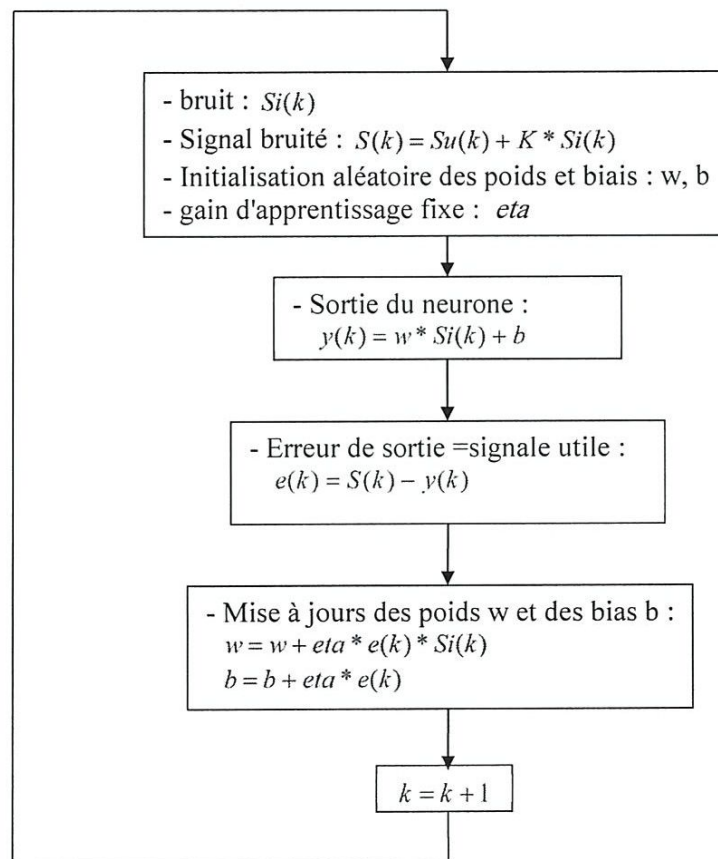 - bruit : Si(k)
- Signal bruité : S(k) = Su(k) + K * Si(k)
- Initialisation aléatoire des poids et biais : w, b
- gain d'apprentissage fixe : eta
- Sortie du neurone :
y(k) = w * Si(k) + b
- Erreur de sortie =signale utile :
e(k) = S(k) − y(k)
- Mise à jours des poids w et des bias b :
w = w + eta * e(k) * Si(k)
b = b + eta * e(k)
k = k + 1